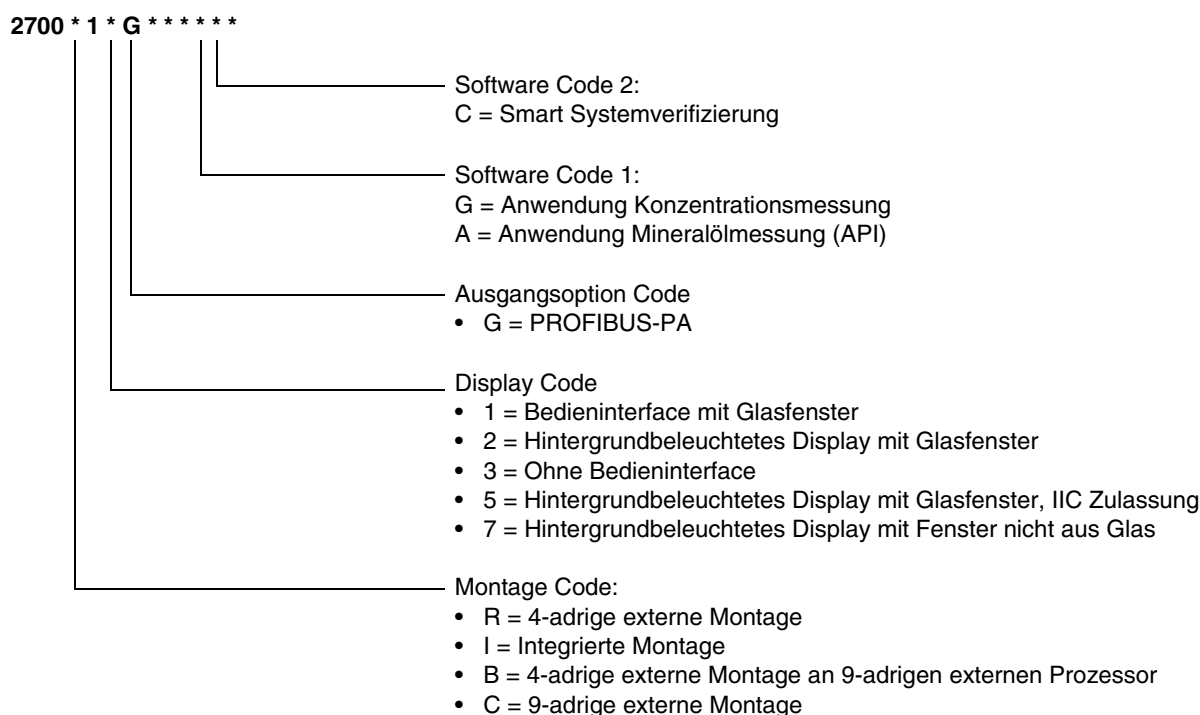 2700 * 1 * G * * * * * *
Software Code 2:
C = Smart Systemverifizierung
Software Code 1:
G = Anwendung Konzentrationsmessung
A = Anwendung Mineralölmessung (API)
Ausgangsoption Code
• G = PROFIBUS-PA
Display Code
• 1 = Bedieninterface mit Glasfenster
• 2 = Hintergrundbeleuchtetes Display mit Glasfenster
• 3 = Ohne Bedieninterface
• 5 = Hintergrundbeleuchtetes Display mit Glasfenster, IIC Zulassung
• 7 = Hintergrundbeleuchtetes Display mit Fenster nicht aus Glas
Montage Code:
• R = 4-adrige externe Montage
• I = Integrierte Montage
• B = 4-adrige externe Montage an 9-adrigen externen Prozessor
• C = 9-adrige externe Montage